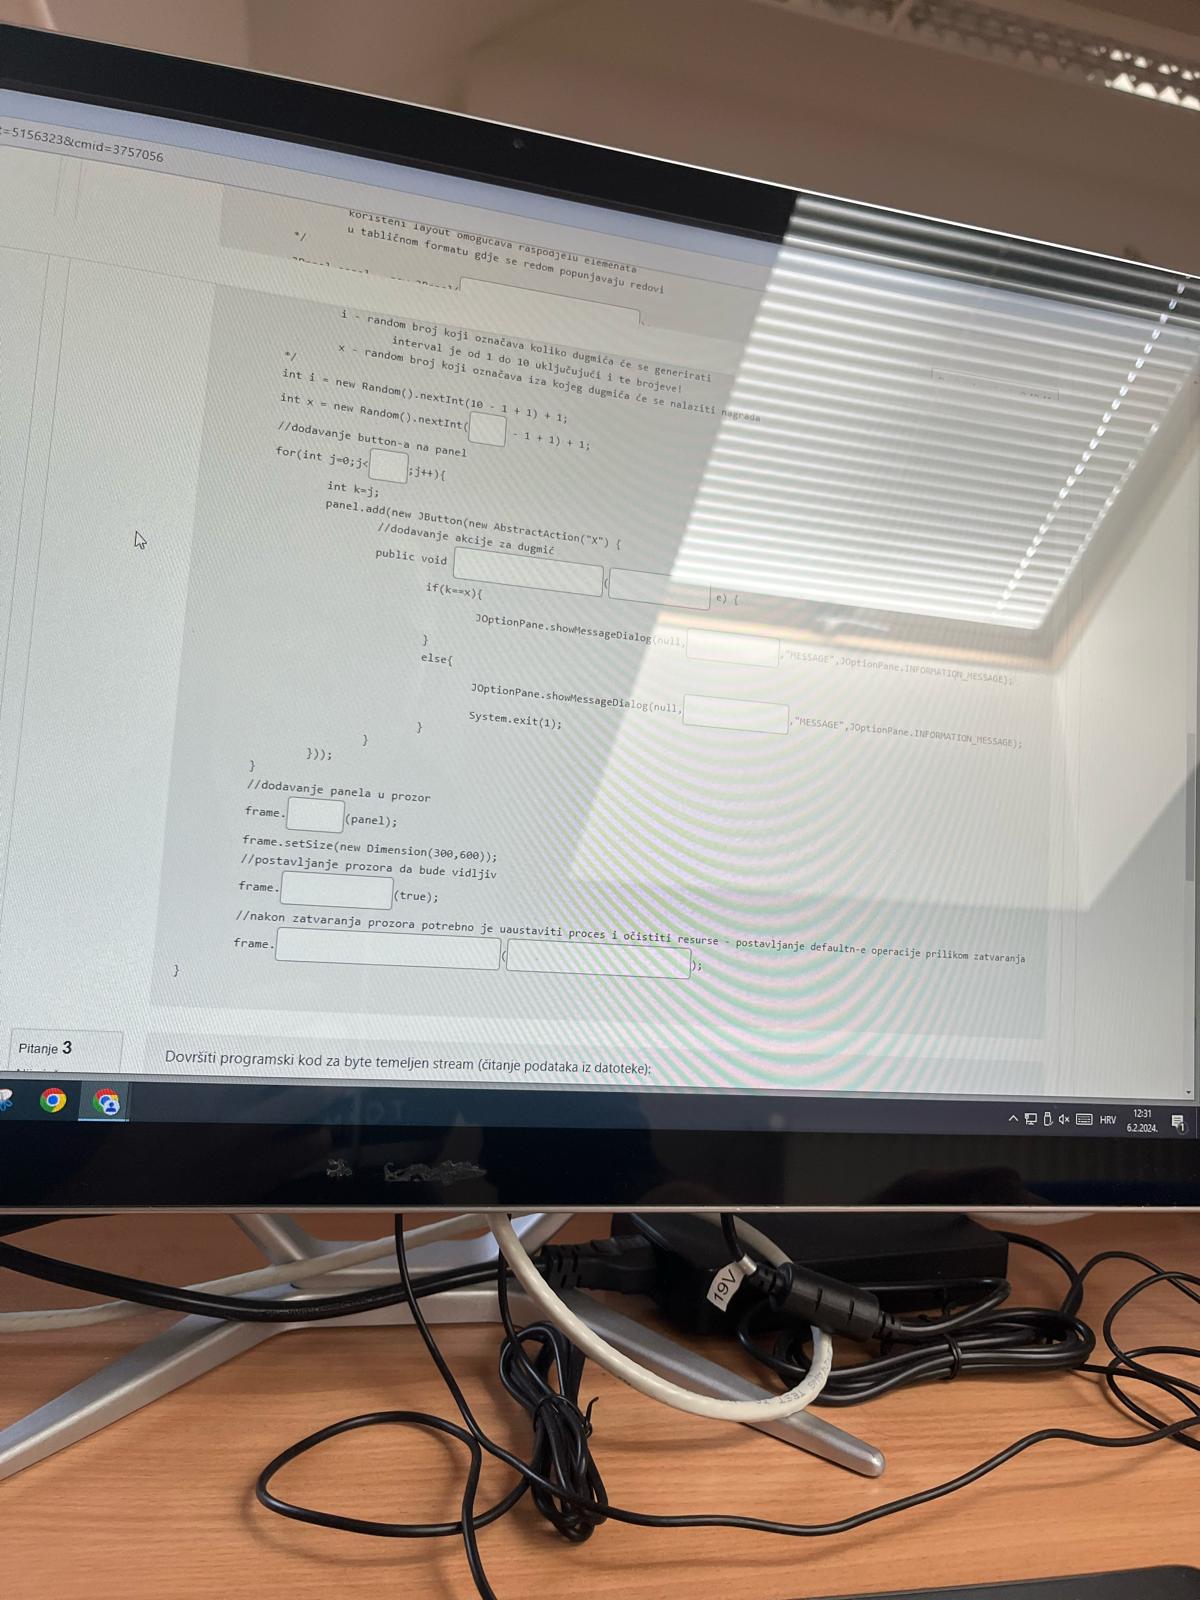 t=5156323&cmid=3757056
koristeni layout omogucava raspodjelu elemenata
u tabličnom formatu gdje se redom popunjavaju redovi
*/
i - random broj koji označava koliko dugmića će se generirati
interval je od 1 do 10 uključujući i te brojeve!
x - random broj koji označava iza kojeg dugmića će se nalaziti nagrada
*/
int i = new Random().nextInt(10 - 1 + 1) + 1;
int x = new Random().nextInt( - 1 + 1) + 1;
//dodavanje button-a na panel
for(int j=0;j< ;j++){
int k=j;
panel.add(new JButton(new AbstractAction("X") {
//dodavanje akcije za dugmić
public void ( e) {
if(k==x){
JOptionPane.showMessageDialog(null, ,"MESSAGE",JOptionPane.INFORMATION_MESSAGE);
}
else{
JOptionPane.showMessageDialog(null, ,"MESSAGE",JOptionPane.INFORMATION_MESSAGE);
System.exit(1);
}
}
}));
}
//dodavanje panela u prozor
frame. (panel);
frame.setSize(new Dimension(300,600));
//postavljanje prozora da bude vidljiv
frame. (true);
//nakon zatvaranja prozora potrebno je uaustaviti proces i očistiti resurse - postavljanje defaultn-e operacije prilikom zatvaranja
frame. ( );
}
Pitanje 3
Dovršiti programski kod za byte temeljen stream (čitanje podataka iz datoteke):
HRV
12:31
6.2.2024.
1
19V